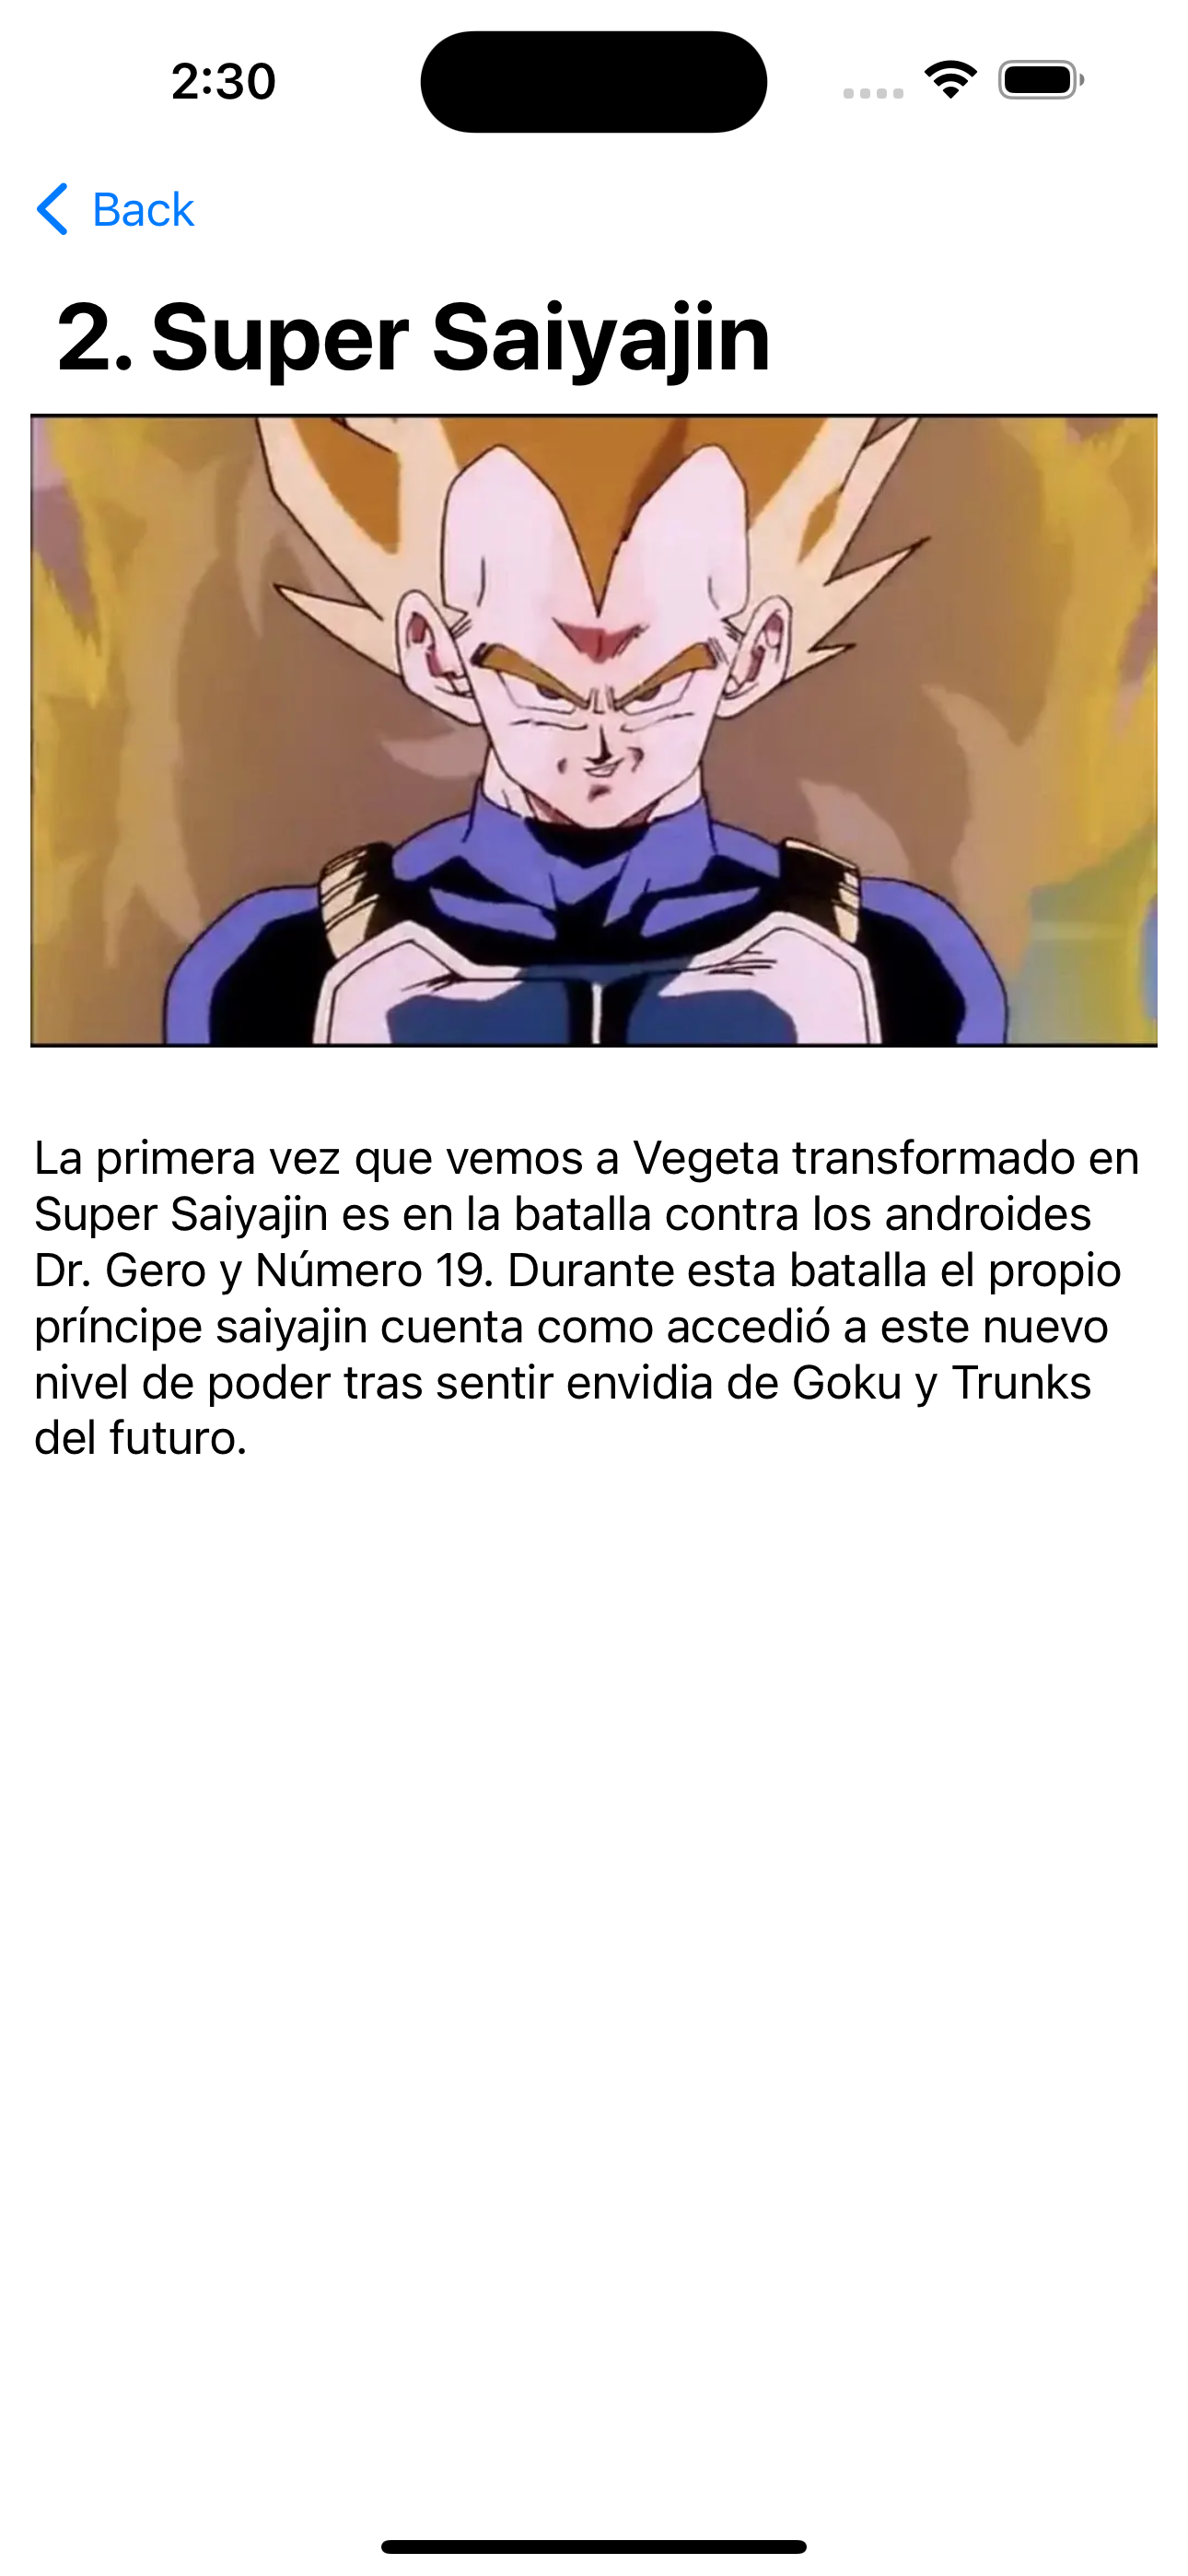 2:30
Back
2. Super Saiyajin
La primera vez que vemos a Vegeta transformado en
Super Saiyajin es en la batalla contra los androides
Dr. Gero y Número 19. Durante esta batalla el propio
príncipe saiyajin cuenta como accedió a este nuevo
nivel de poder tras sentir envidia de Goku y Trunks
del futuro.